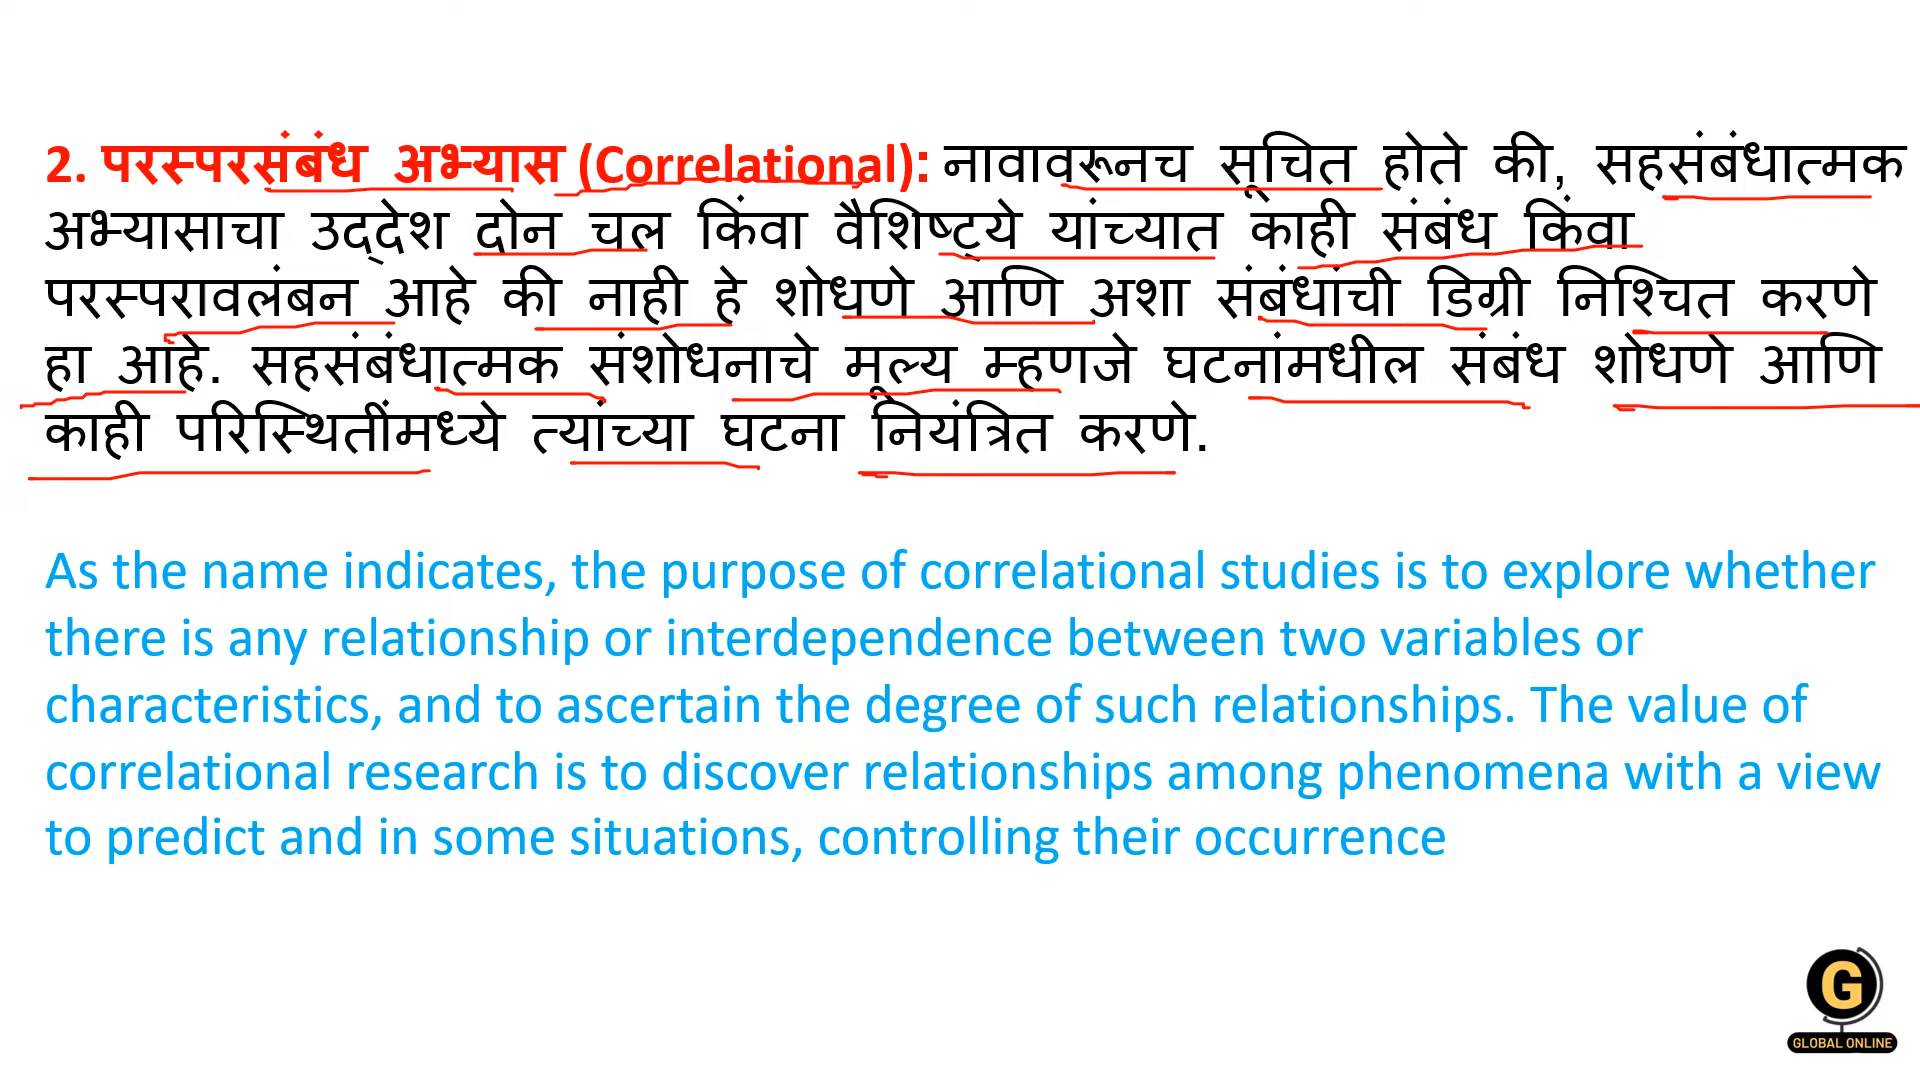 2. परस्परसंबंध अभ्यास (Correlational): नावावरूनच सूचित होते की, सहसंबंधात्मक
अभ्यासाचा उद्‌देश दोन चल किंवा वैशिष्ट्ये यांच्यात काही संबंध किंवा
परस्परावलंबन आहे की नाही हे शोधणे आणि अशा संबंधांची डिग्री निश्चित करणे
हा आहे. सहसंबंधात्मक संशोधनाचे मूल्य म्हणजे घटनांमधील संबंध शोधणे आणि
काही परिस्थितींमध्ये त्यांच्या घटना नियंत्रित करणे.
As the name indicates, the purpose of correlational studies is to explore whether
there is any relationship or interdependence between two variables or
characteristics, and to ascertain the degree of such relationships. The value of
correlational research is to discover relationships among phenomena with a view
to predict and in some situations, controlling their occurrence
G
GLOBAL ONLINE